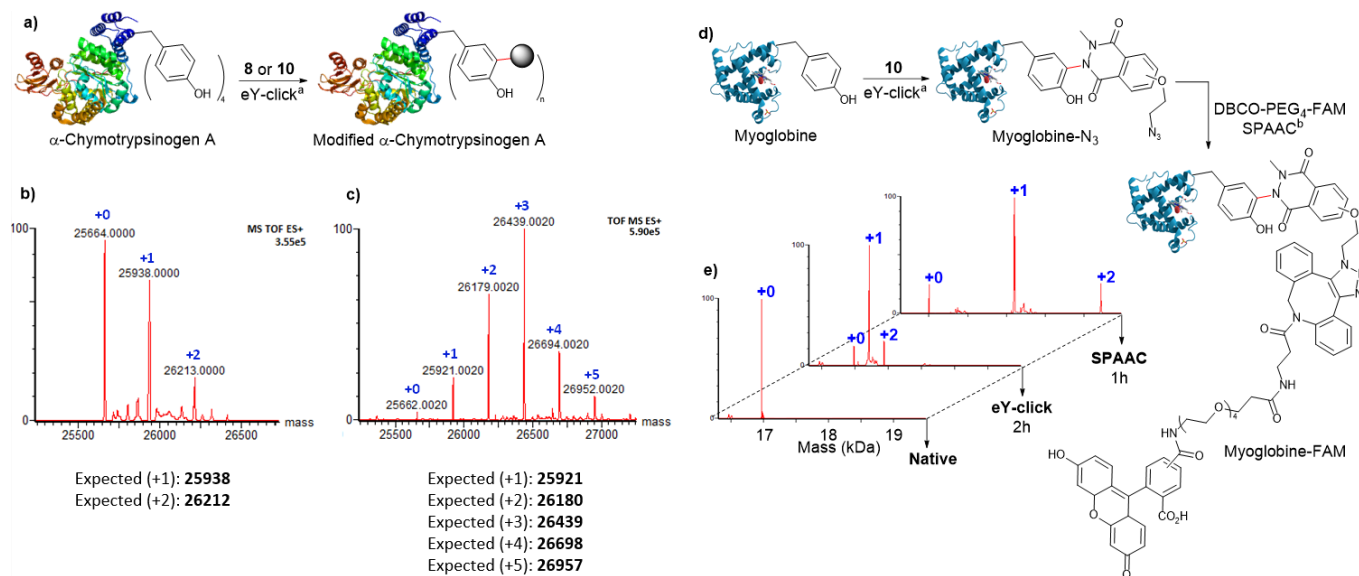 a)
8 or 10
eY-click^a
OH
4
OH
n
α-Chymotrypsinogen A
Modified α-Chymotrypsinogen A
b)
+0
25664.0000
+1
25938.0000
+2
26213.0000
MS TOF ES+
3.55e5
100
0
25500
26000
26500
mass
Expected (+1): 25938
Expected (+2): 26212
c)
+3
26439.0020
TOF MS ES+
5.90e5
100
+2
26179.0020
+4
26694.0020
+1
25921.0020
+5
26952.0020
+0
25662.0020
0
25500
26000
26500
27000
mass
Expected (+1): 25921
Expected (+2): 26180
Expected (+3): 26439
Expected (+4): 26698
Expected (+5): 26957
d)
10
eY-click^a
OH
Myoglobine
N
N
O
O
OH
O
N3
Myoglobine-N3
DBCO-PEG4-FAM
SPAAC^b
O
N
N
O
OH
O
N
N
O
O
NH
O
14
NH
O
HO
O
O
CO2H
Myoglobine-FAM
e)
100
+0
0
17
18
19
Mass (kDa)
Native
100
+1
+0
+2
0
eY-click
2h
100
+1
+0
+2
0
SPAAC
1h